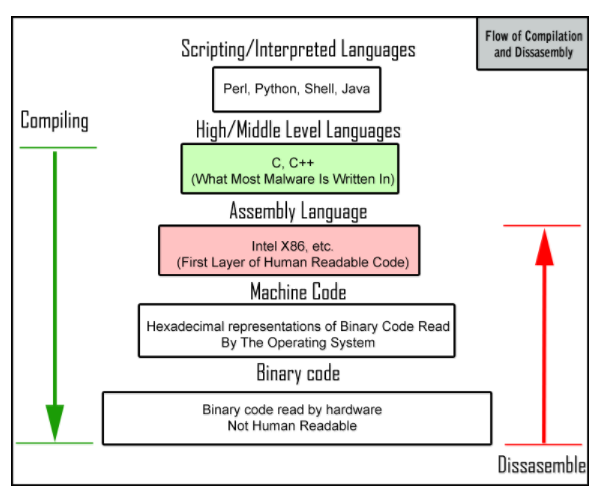 Flow of Compilation
and Dissasembly
Scripting/Interpreted Languages
Perl, Python, Shell, Java
Compiling
High/Middle Level Languages
C, C++
(What Most Malware Is Written In)
Assembly Language
Intel X86, etc.
(First Layer of Human Readable Code)
Machine Code
Hexadecimal representations of Binary Code Read
By The Operating System
Binary code
Binary code read by hardware
Not Human Readable
Dissasemble